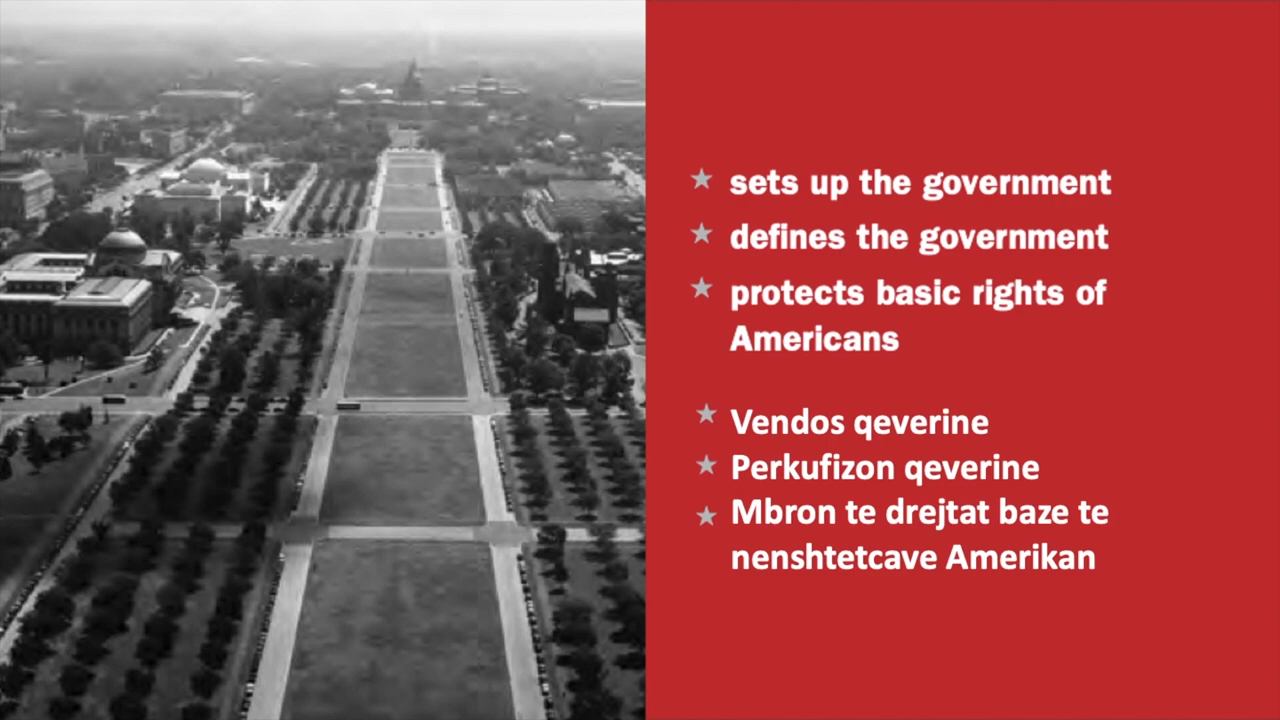 sets up the government
defines the government
protects basic rights of
Americans
Vendos qeverine
Perkufizon qeverine
Mbron te drejtat baze te
nenshtetcave Amerikan